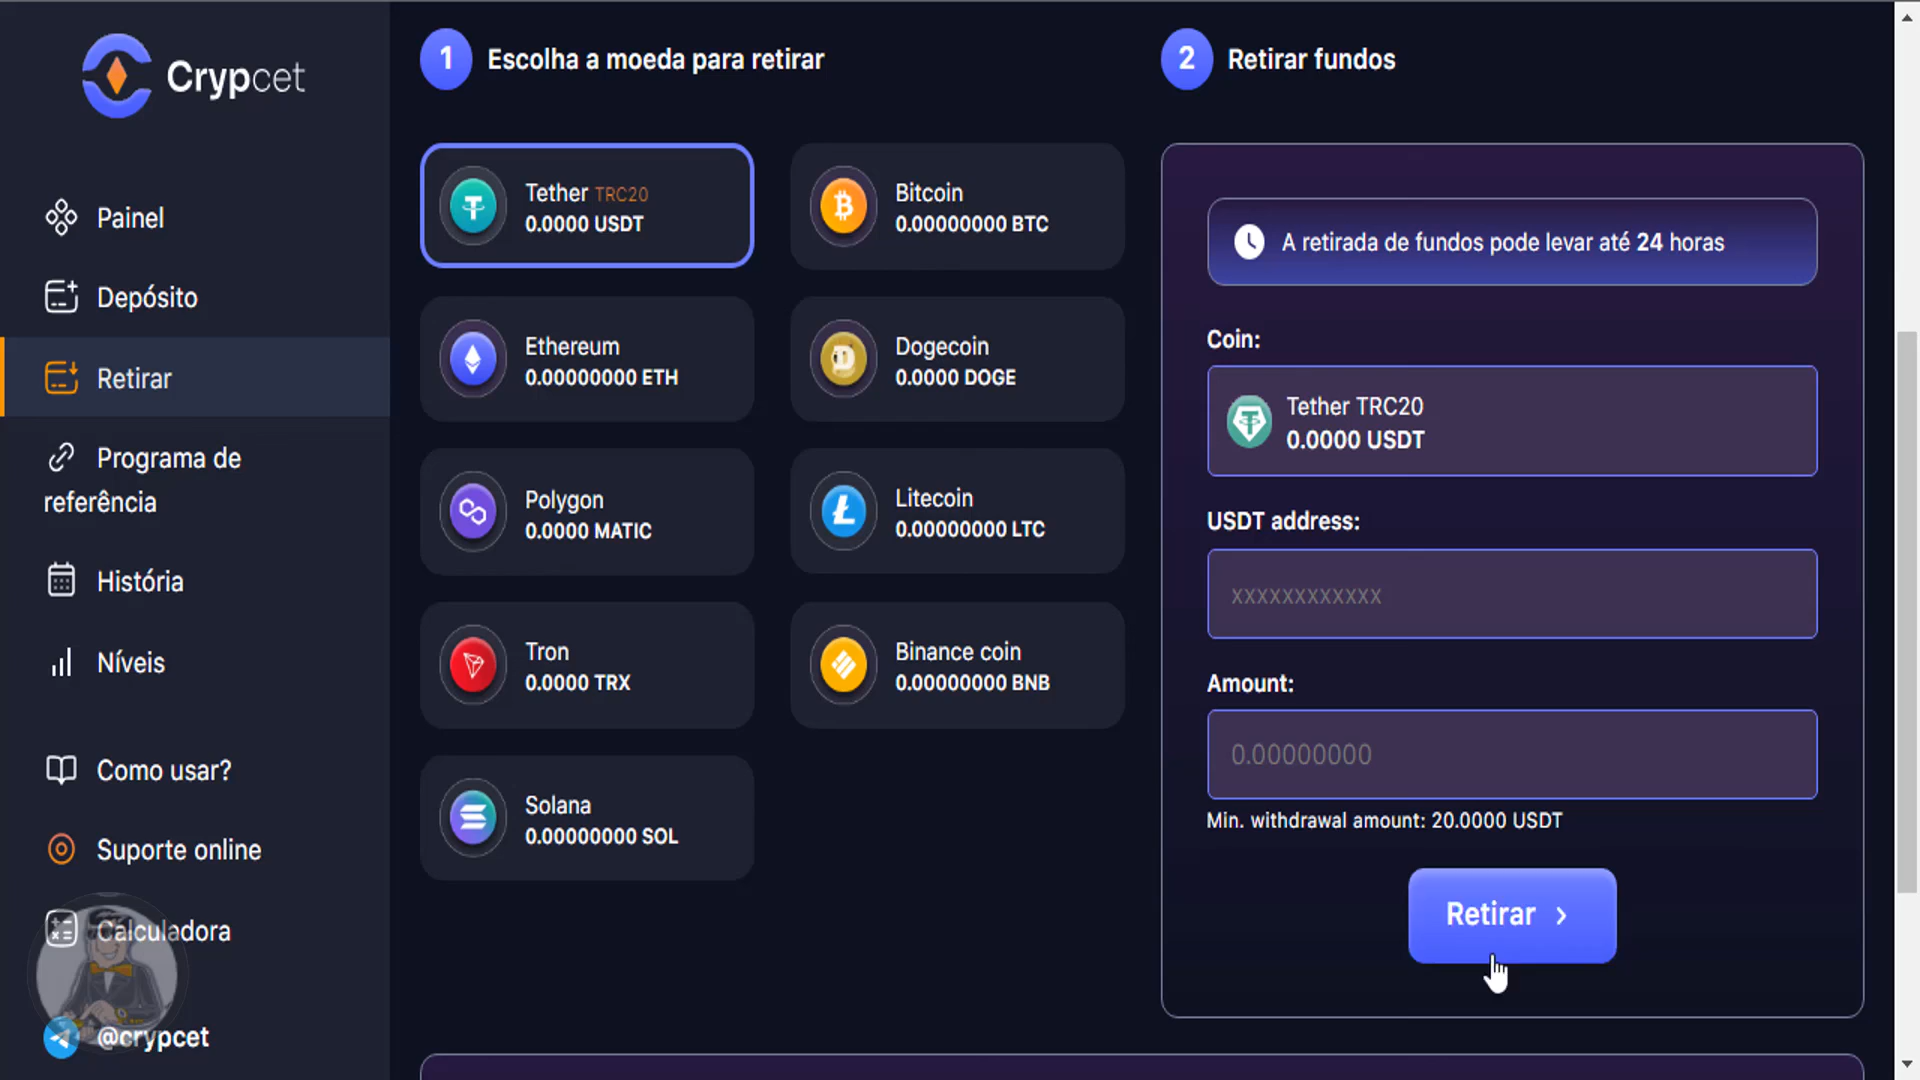 Crypcet
Painel
Depósito
Retirar
Programa de
referência
História
Níveis
Como usar?
Suporte online
Calculadora
@crypcet
1 Escolha a moeda para retirar
Tether TRC20
0.0000 USDT
Bitcoin
0.00000000 BTC
Ethereum
0.00000000 ETH
Dogecoin
0.0000 DOGE
Polygon
0.0000 MATIC
Litecoin
0.00000000 LTC
Tron
0.0000 TRX
Binance coin
0.00000000 BNB
Solana
0.00000000 SOL
2 Retirar fundos
A retirada de fundos pode levar até 24 horas
Coin:
Tether TRC20
0.0000 USDT
USDT address:
xxxxxxxxxxxx
Amount:
0.00000000
Min. withdrawal amount: 20.0000 USDT
Retirar >